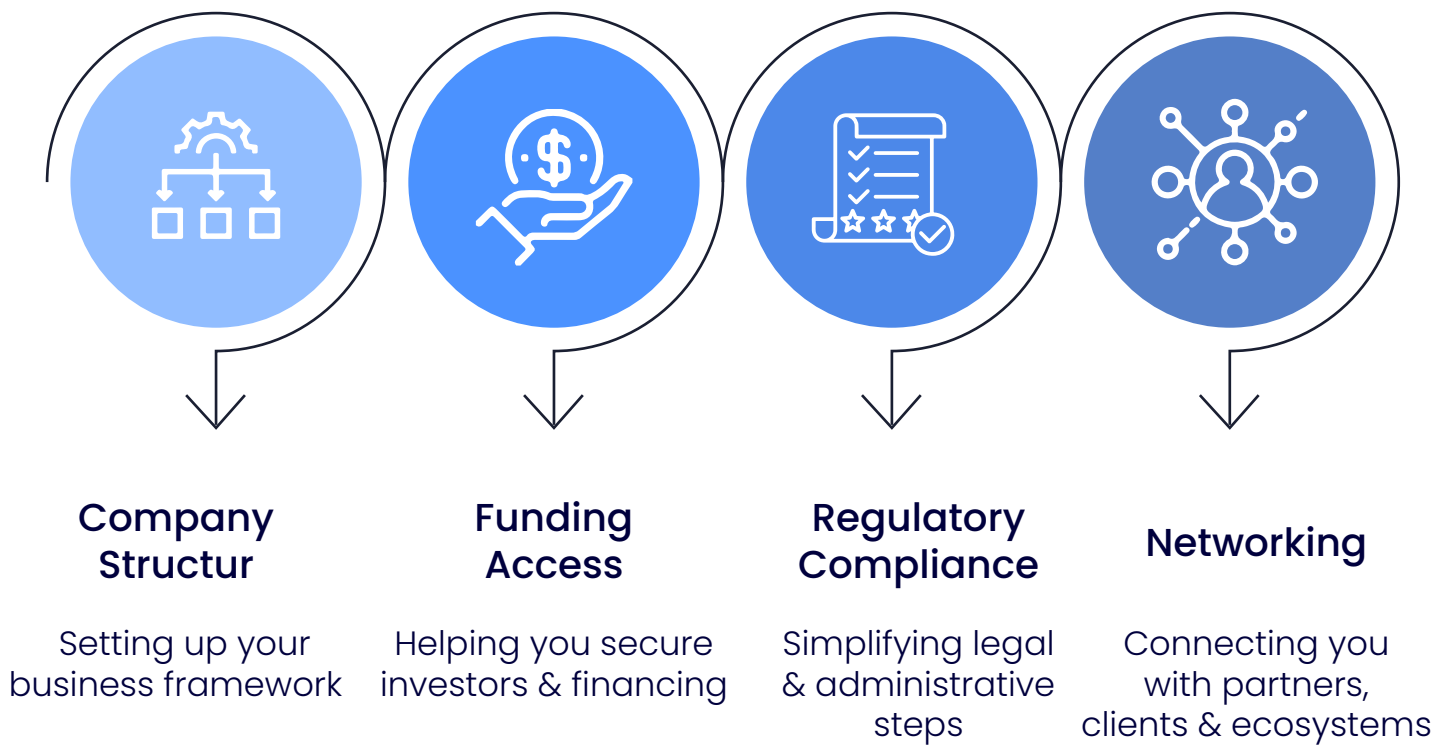 Company
Structur
Setting up your
business framework
Funding
Access
Helping you secure
investors & financing
Regulatory
Compliance
Simplifying legal
& administrative
steps
Networking
Connecting you
with partners,
clients & ecosystems